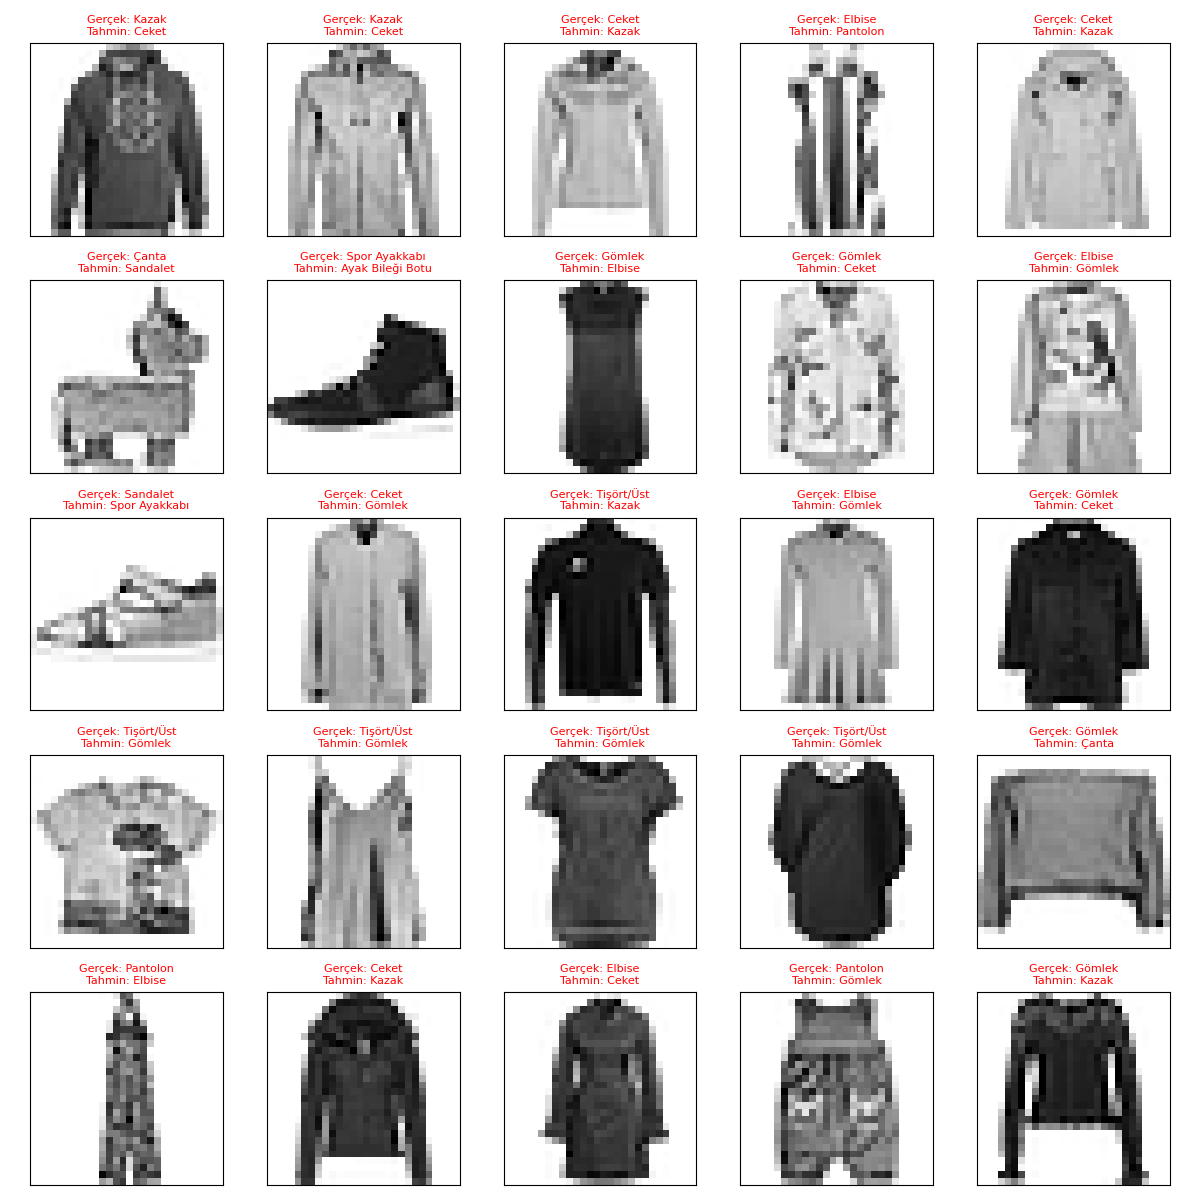 Gerçek: Kazak
Tahmin: Ceket
Gerçek: Kazak
Tahmin: Ceket
Gerçek: Ceket
Tahmin: Kazak
Gerçek: Elbise
Tahmin: Pantolon
Gerçek: Ceket
Tahmin: Kazak
Gerçek: Çanta
Tahmin: Sandalet
Gerçek: Spor Ayakkabı
Tahmin: Ayak Bileği Botu
Gerçek: Gömlek
Tahmin: Elbise
Gerçek: Gömlek
Tahmin: Ceket
Gerçek: Elbise
Tahmin: Gömlek
Gerçek: Sandalet
Tahmin: Spor Ayakkabı
Gerçek: Ceket
Tahmin: Gömlek
Gerçek: Tişört/Üst
Tahmin: Kazak
Gerçek: Elbise
Tahmin: Gömlek
Gerçek: Gömlek
Tahmin: Ceket
Gerçek: Tişört/Üst
Tahmin: Gömlek
Gerçek: Tişört/Üst
Tahmin: Gömlek
Gerçek: Tişört/Üst
Tahmin: Gömlek
Gerçek: Tişört/Üst
Tahmin: Gömlek
Gerçek: Gömlek
Tahmin: Çanta
Gerçek: Pantolon
Tahmin: Elbise
Gerçek: Ceket
Tahmin: Kazak
Gerçek: Elbise
Tahmin: Ceket
Gerçek: Pantolon
Tahmin: Gömlek
Gerçek: Gömlek
Tahmin: Kazak